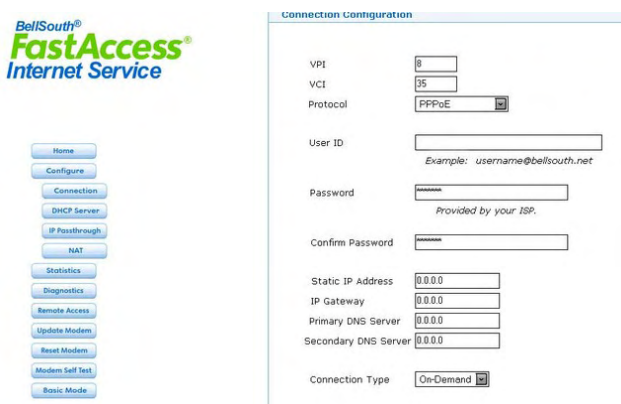 BellSouth®
FastAccess®
Internet Service
Home
Configure
Connection
DHCP Server
IP Passthrough
NAT
Statistics
Diagnostics
Remote Access
Update Modem
Reset Modem
Modem Self Test
Basic Mode
Connection Configuration
VPI 8
VCI 35
Protocol PPPoE
User ID
Example: username@bellsouth.net
Password *******
Provided by your ISP.
Confirm Password *******
Static IP Address 0.0.0.0
IP Gateway 0.0.0.0
Primary DNS Server 0.0.0.0
Secondary DNS Server 0.0.0.0
Connection Type On-Demand